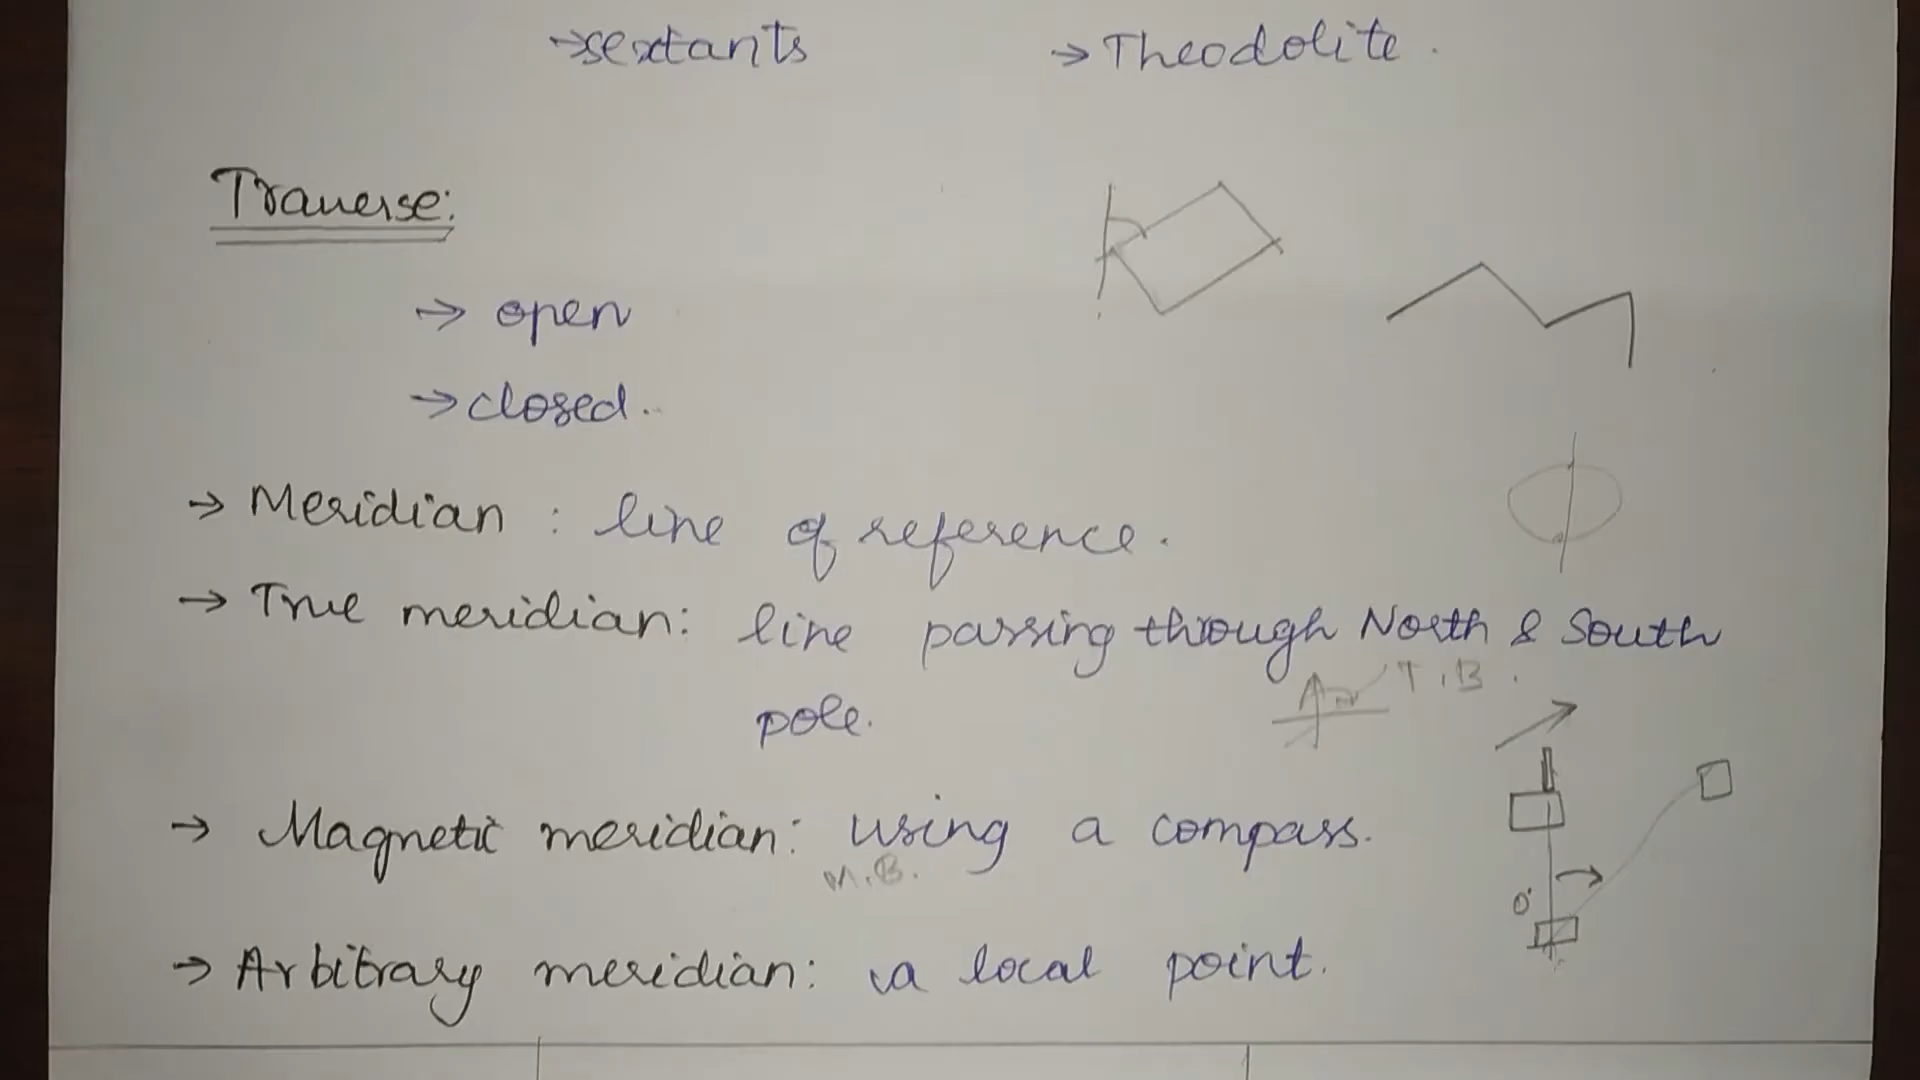 →sextants → Theodolite.
Traverse:
→ open
→ closed.
→ Meridian : line of reference.
→ True meridian: line passing through North & South
pole.
T.B.
→ Magnetic meridian: using a compass.
M.B.
→ Arbitrary meridian: a local point.